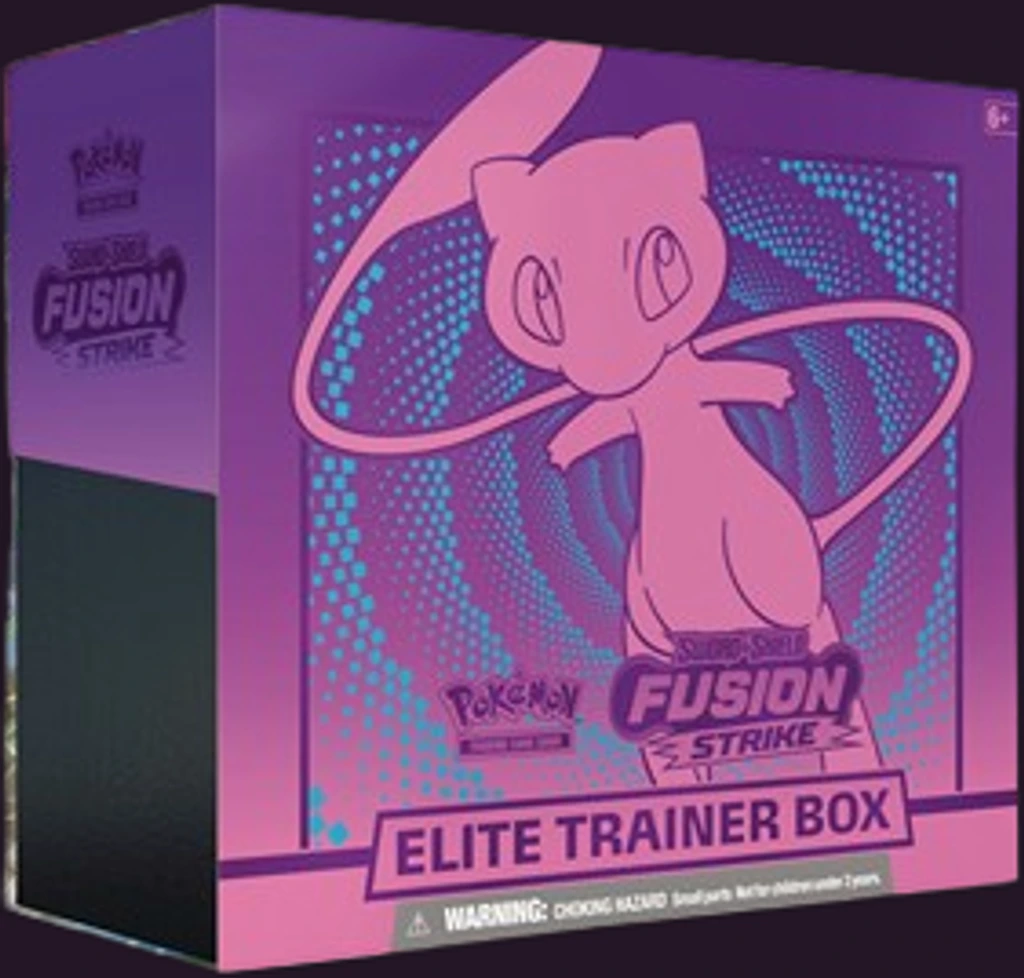 POKéMON
SWORD & SHIELD
FUSION
STRIKE
6+
POKéMON
SWORD & SHIELD
FUSION
STRIKE
ELITE TRAINER BOX
WARNING: CHOKING HAZARD Small parts. Not for children under 3 years.